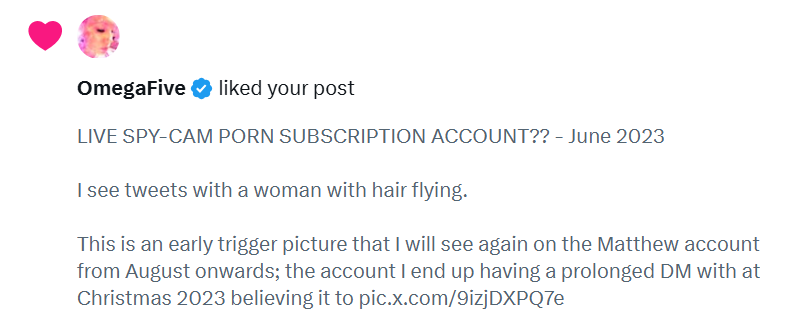 OmegaFive liked your post
LIVE SPY-CAM PORN SUBSCRIPTION ACCOUNT?? - June 2023
I see tweets with a woman with hair flying.
This is an early trigger picture that I will see again on the Matthew account
from August onwards; the account I end up having a prolonged DM with at
Christmas 2023 believing it to pic.x.com/9izjDXPQ7e